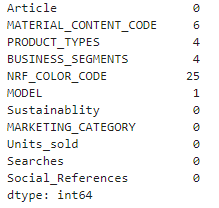 Article 0
MATERIAL_CONTENT_CODE 6
PRODUCT_TYPES 4
BUSINESS_SEGMENTS 4
NRF_COLOR_CODE 25
MODEL 1
Sustainablity 0
MARKETING_CATEGORY 0
Units_sold 0
Searches 0
Social_References 0
dtype: int64